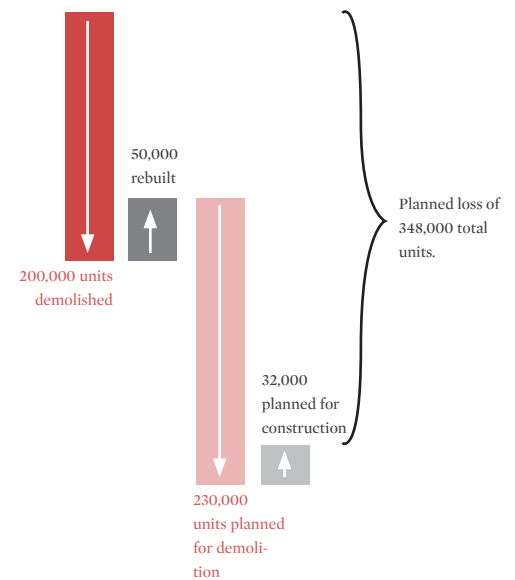 50,000
rebuilt
Planned loss of
348,000 total
units.
200,000 units
demolished
32,000
planned for
construction
230,000
units planned
for demoli-
tion